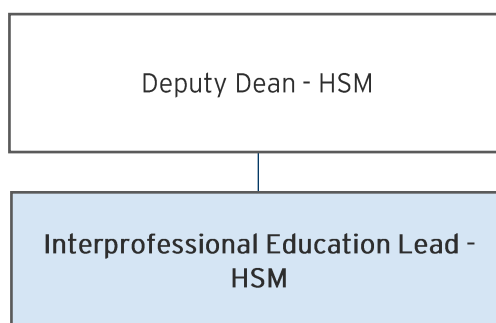 Deputy Dean - HSM
Interprofessional Education Lead -
HSM